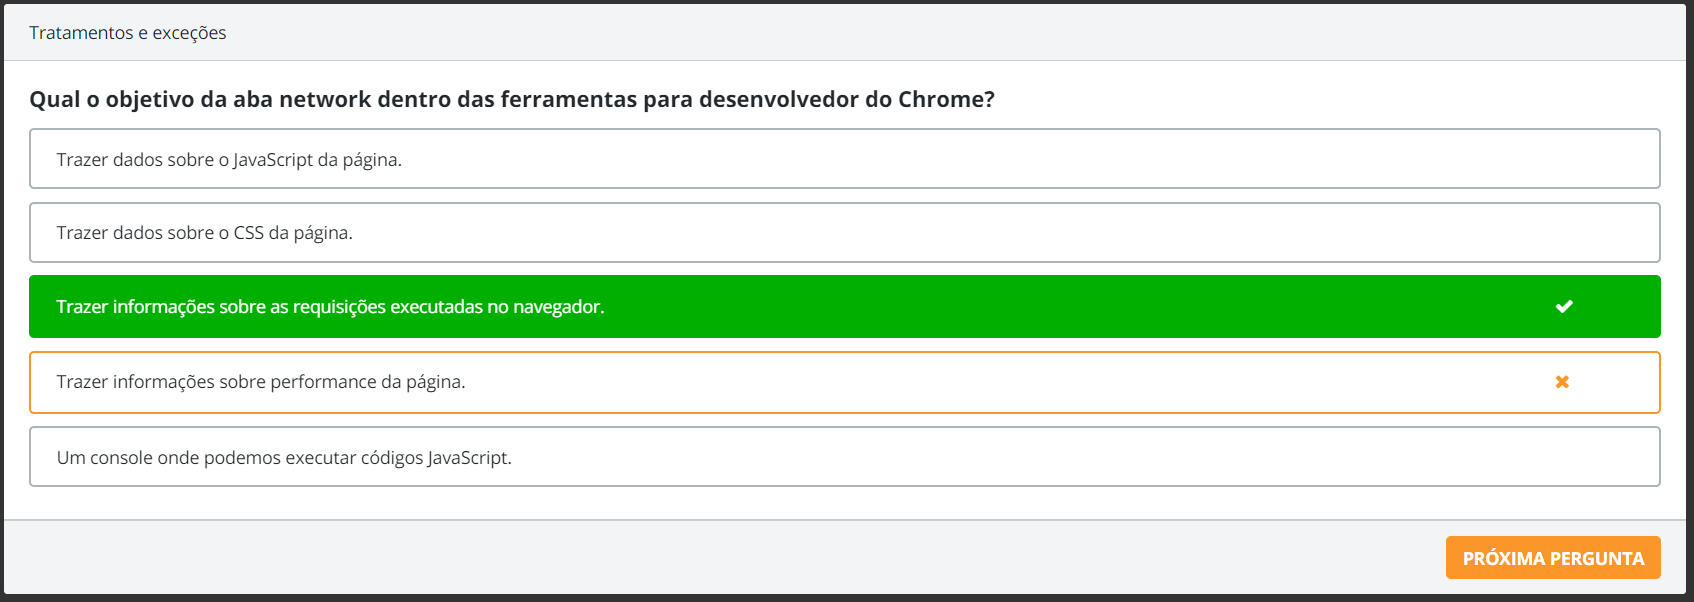 Tratamentos e exceções
Qual o objetivo da aba network dentro das ferramentas para desenvolvedor do Chrome?
Trazer dados sobre o JavaScript da página.
Trazer dados sobre o CSS da página.
Trazer informações sobre as requisições executadas no navegador.
Trazer informações sobre performance da página.
Um console onde podemos executar códigos JavaScript.
PRÓXIMA PERGUNTA